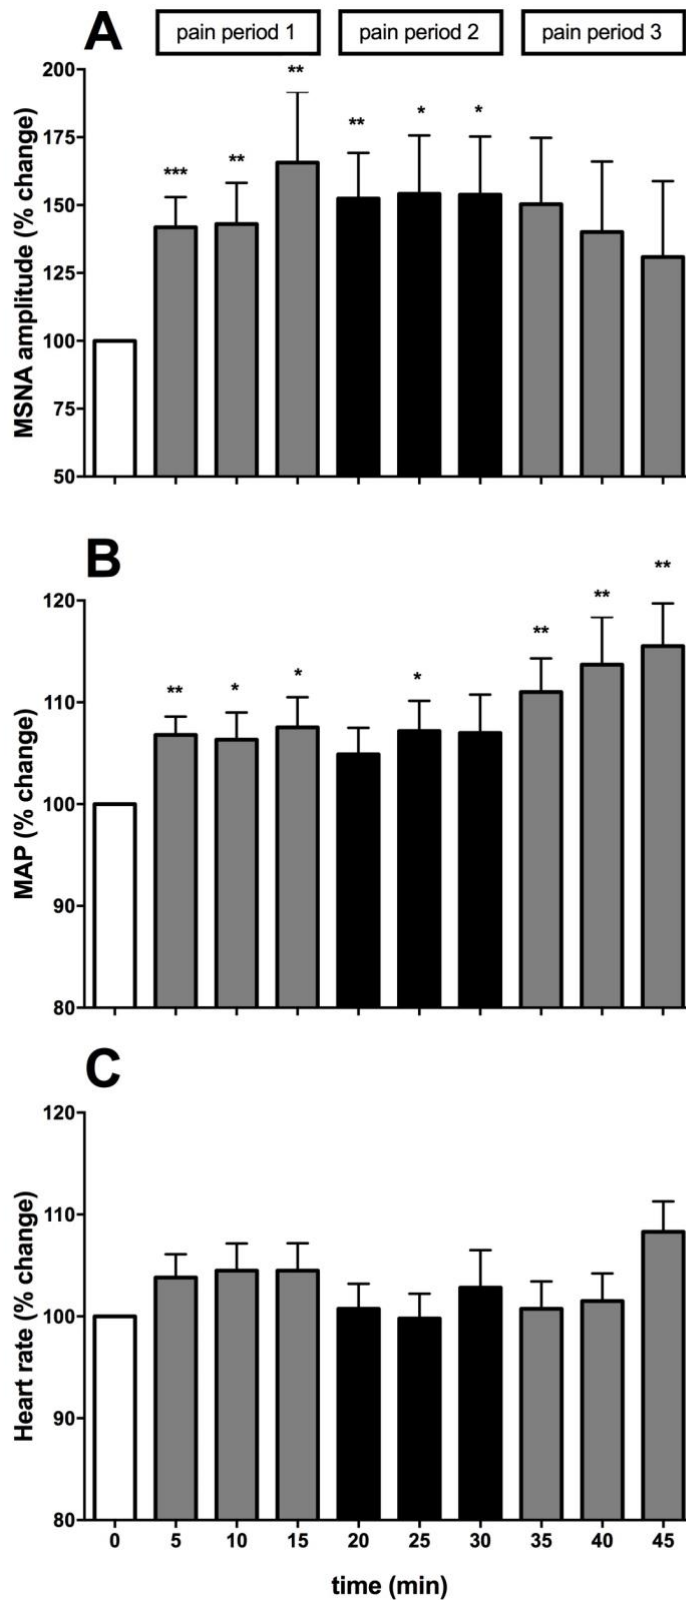 A
pain period 1 pain period 2 pain period 3
MSNA amplitude (% change)
200
175
150
125
100
75
50
*** ** ** ** * *
B
MAP (% change)
120
110
100
90
80
** * * * ** ** **
C
Heart rate (% change)
120
110
100
90
80
0 5 10 15 20 25 30 35 40 45
time (min)